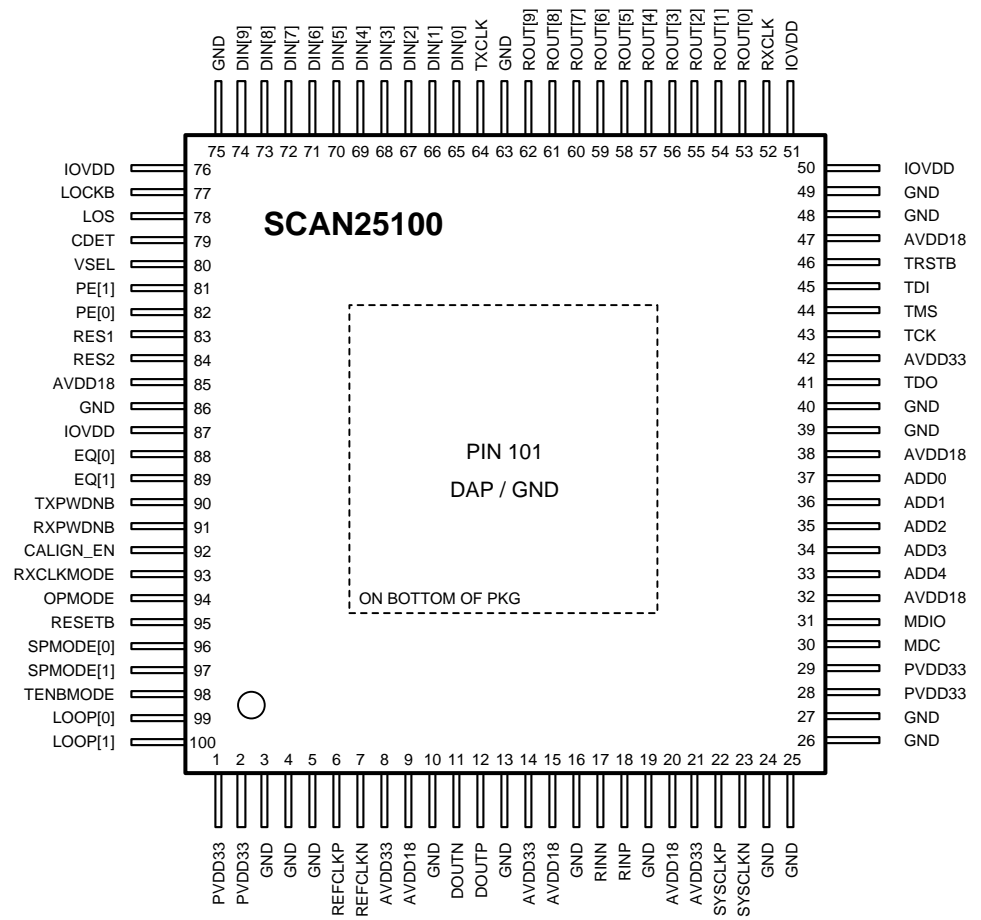 GND DIN[9] DIN[8] DIN[7] DIN[6] DIN[5] DIN[4] DIN[3] DIN[2] DIN[1] DIN[0] TXCLK GND ROUT[9] ROUT[8] ROUT[7] ROUT[6] ROUT[5] ROUT[4] ROUT[3] ROUT[2] ROUT[1] ROUT[0] RXCLK IOVDD
75 74 73 72 71 70 69 68 67 66 65 64 63 62 61 60 59 58 57 56 55 54 53 52 51
IOVDD 76 50 IOVDD
LOCKB 77 49 GND
LOS 78 48 GND
SCAN25100
CDET 79 47 AVDD18
VSEL 80 46 TRSTB
PE[1] 81 45 TDI
PE[0] 82 44 TMS
RES1 83 43 TCK
RES2 84 42 AVDD33
AVDD18 85 41 TDO
GND 86 40 GND
IOVDD 87 39 GND
EQ[0] 88 PIN 101 38 AVDD18
EQ[1] 89 DAP / GND 37 ADD0
TXPWDNB 90 36 ADD1
RXPWDNB 91 35 ADD2
CALIGN_EN 92 34 ADD3
RXCLKMODE 93 33 ADD4
OPMODE 94 ON BOTTOM OF PKG 32 AVDD18
RESETB 95 31 MDIO
SPMODE[0] 96 30 MDC
SPMODE[1] 97 29 PVDD33
TENBMODE 98 28 PVDD33
LOOP[0] 99 27 GND
LOOP[1] 100 26 GND
1 2 3 4 5 6 7 8 9 10 11 12 13 14 15 16 17 18 19 20 21 22 23 24 25
PVDD33 PVDD33 GND GND GND REFCLKP REFCLKN AVDD33 AVDD18 GND DOUTN DOUTP GND AVDD33 AVDD18 GND RINN RINP GND AVDD18 AVDD33 SYSCLKP SYSCLKN GND GND